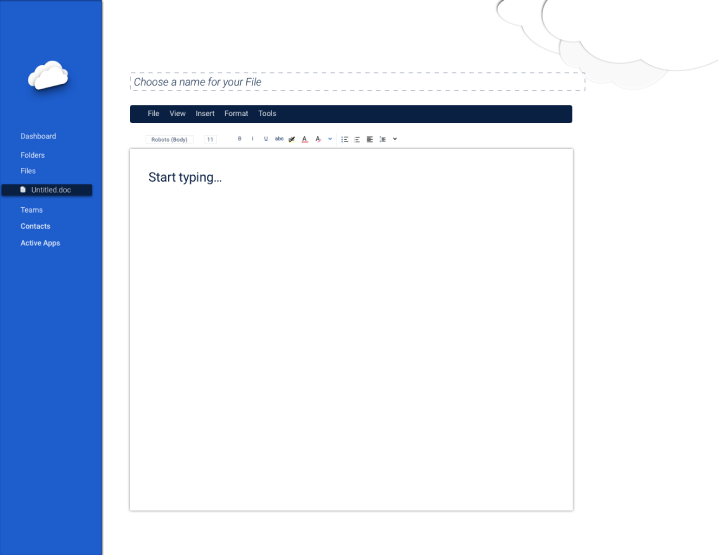 Choose a name for your File
File View Insert Format Tools
Roboto (Body) 11 B I U abc A A
Start typing...
Dashboard
Folders
Files
Untitled.doc
Teams
Contacts
Active Apps